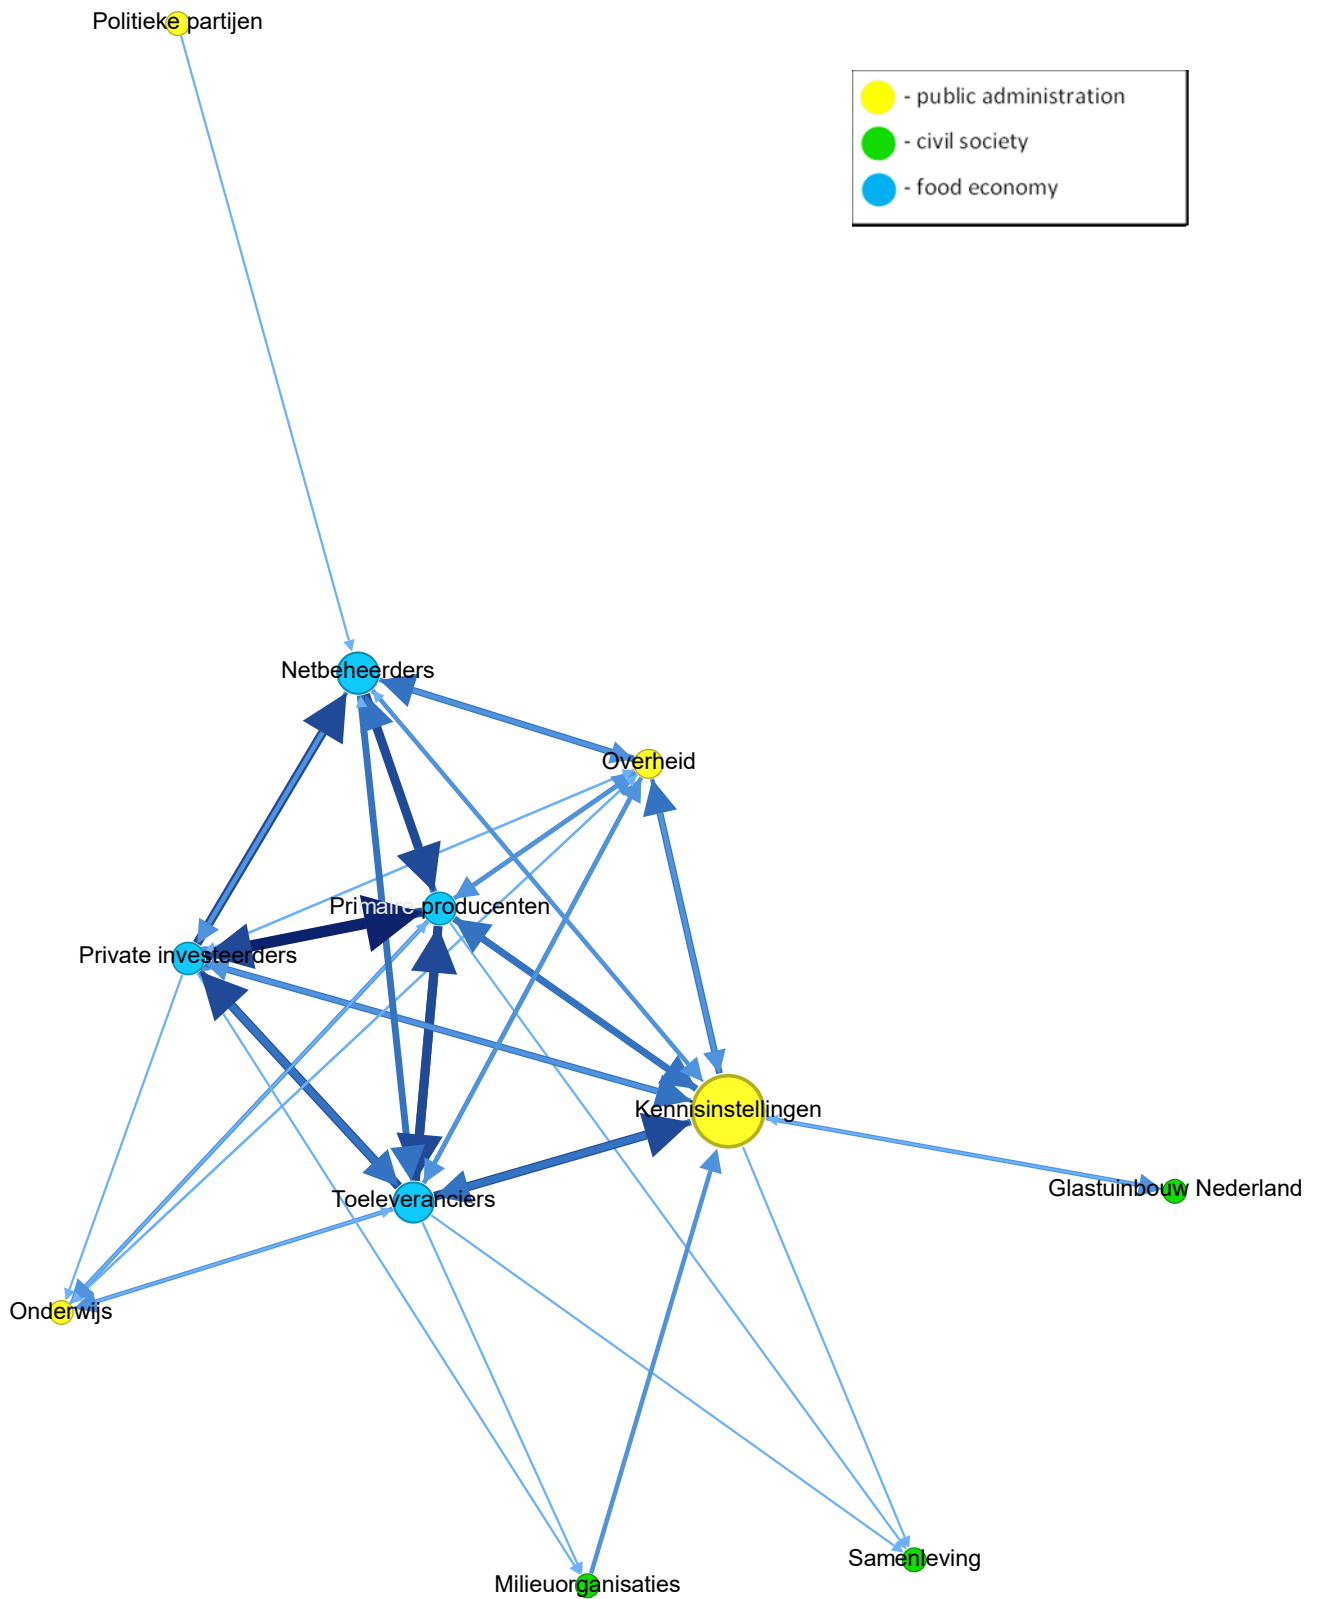 Politieke partijen
- public administration
- civil society
- food economy
Netbeheerders
Overheid
Primaire producenten
Private investeerders
Kennisinstellingen
Glastuinbouw Nederland
Toeleveranciers
Onderwijs
Samenleving
Milieuorganisaties